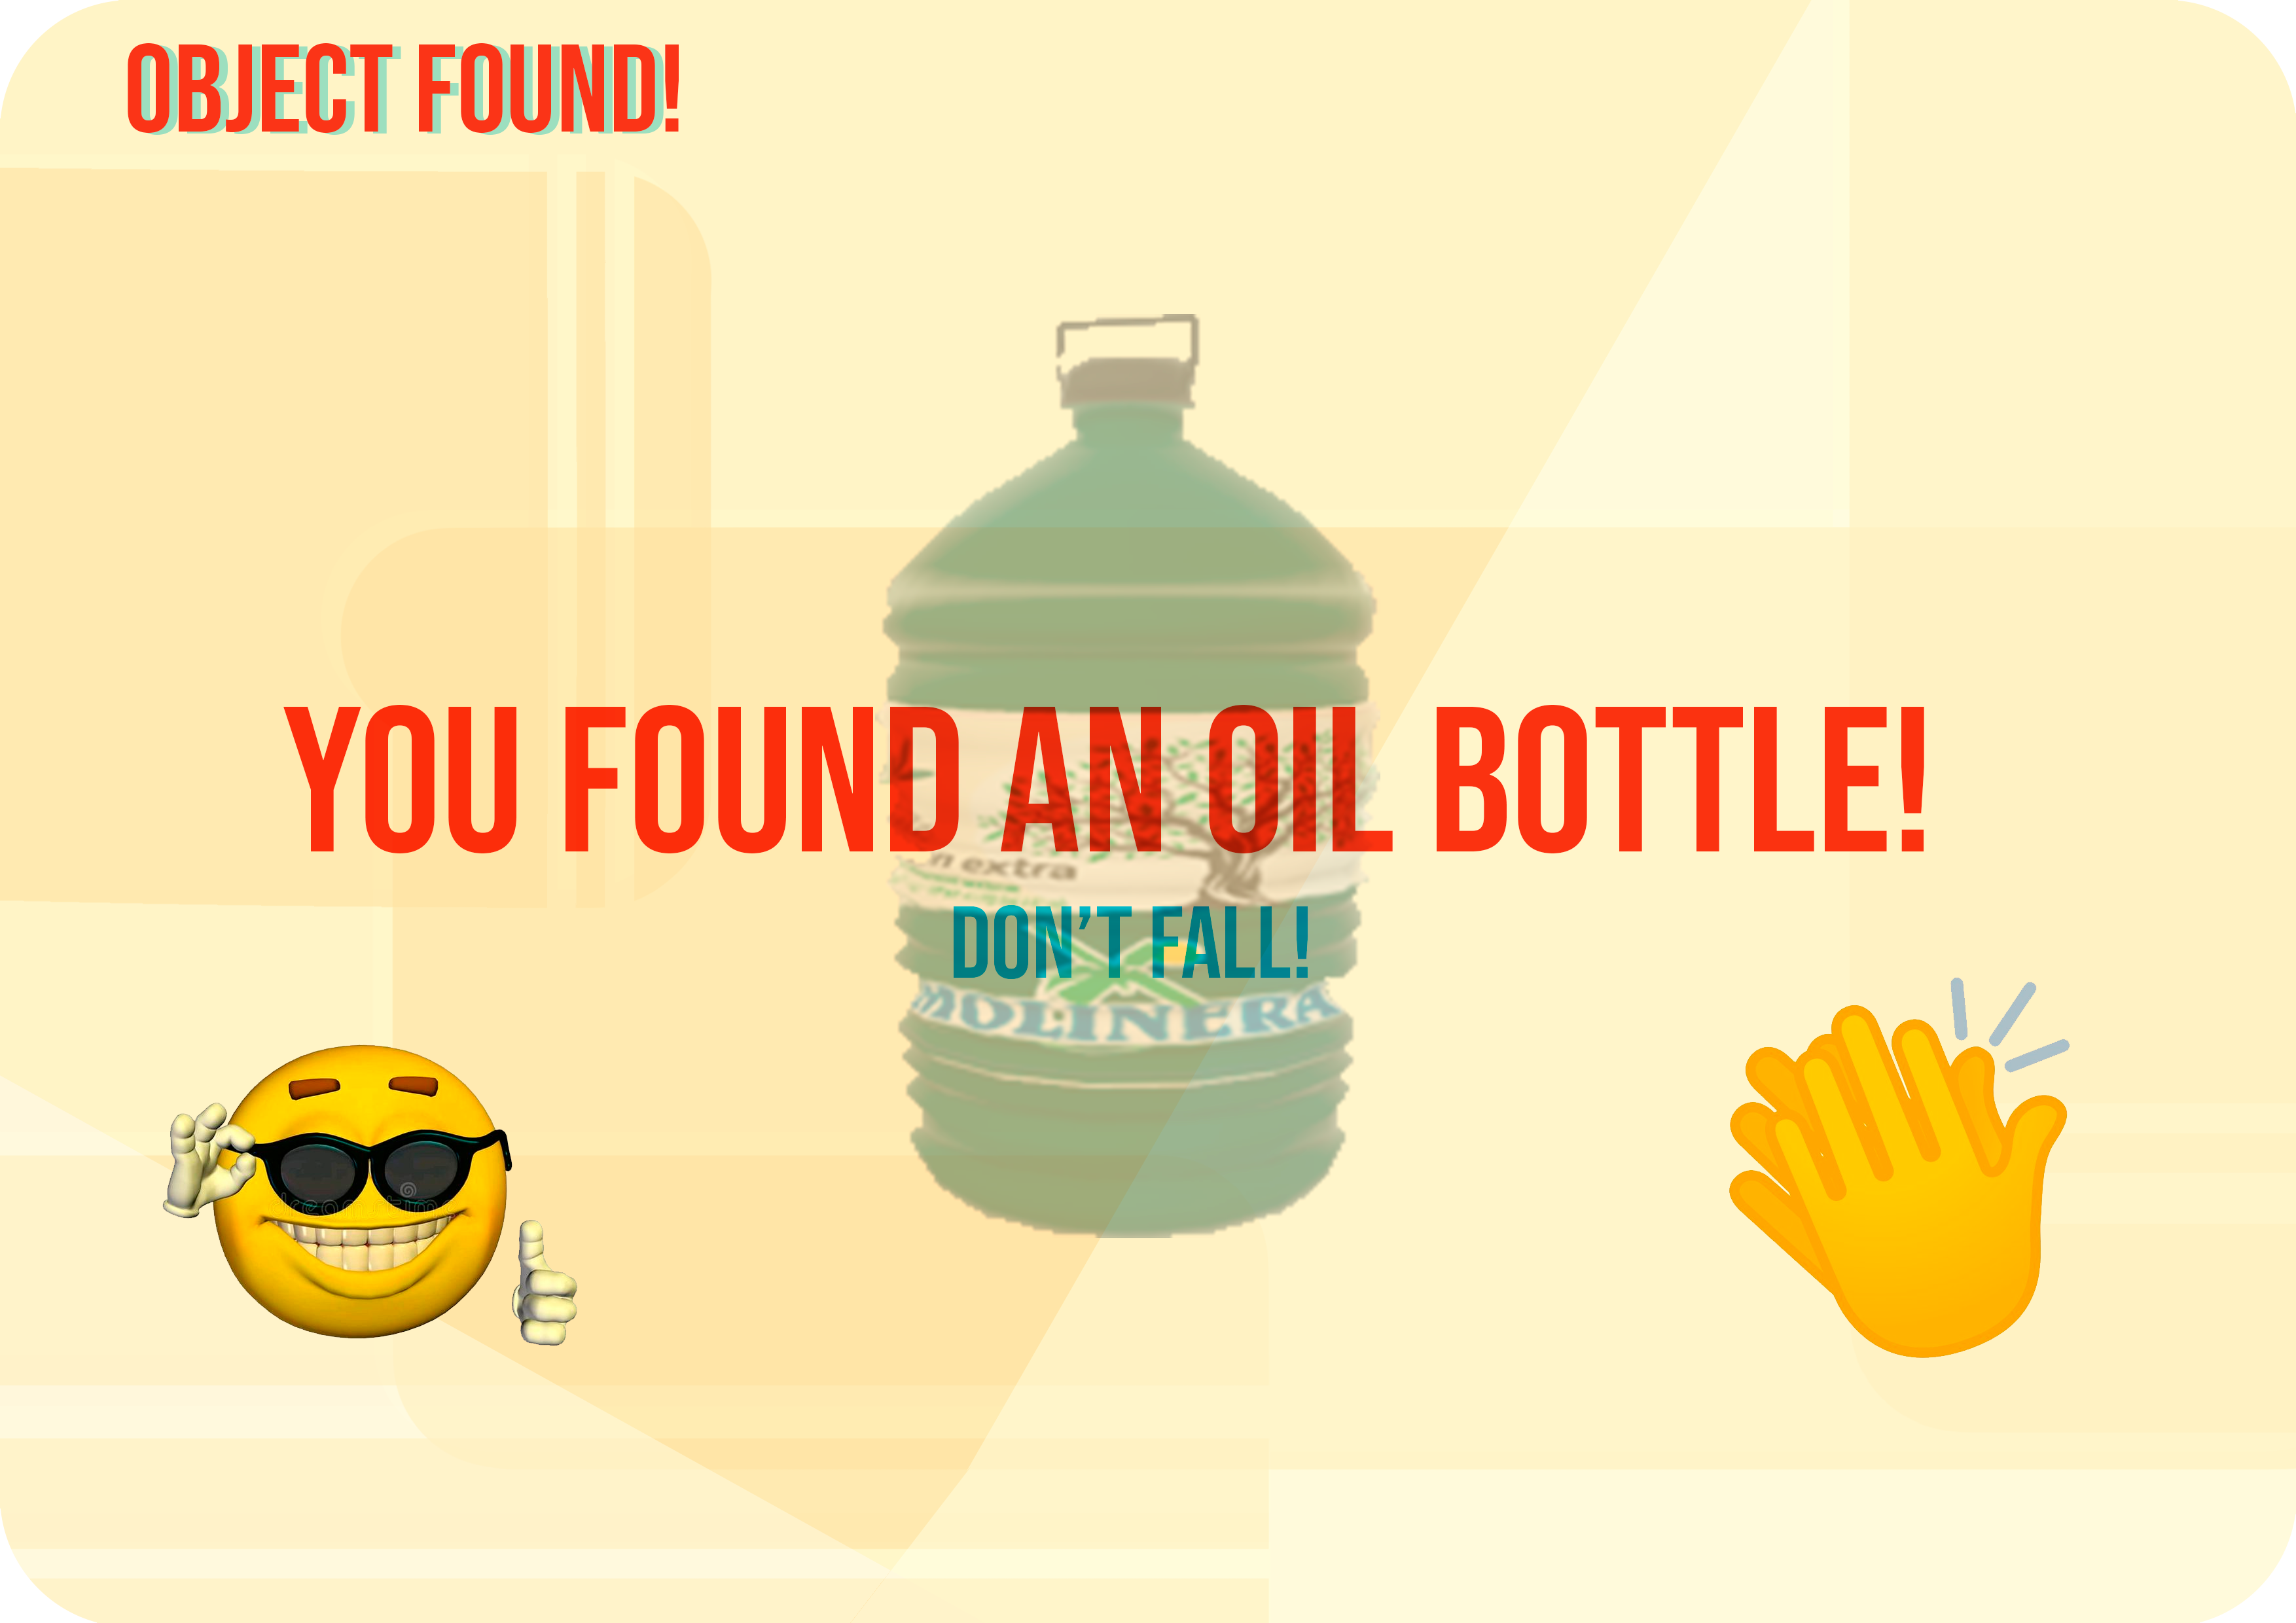 OBJECT FOUND!
YOU FOUND AN OIL BOTTLE!
extra
DON'T FALL!
MOLINERA